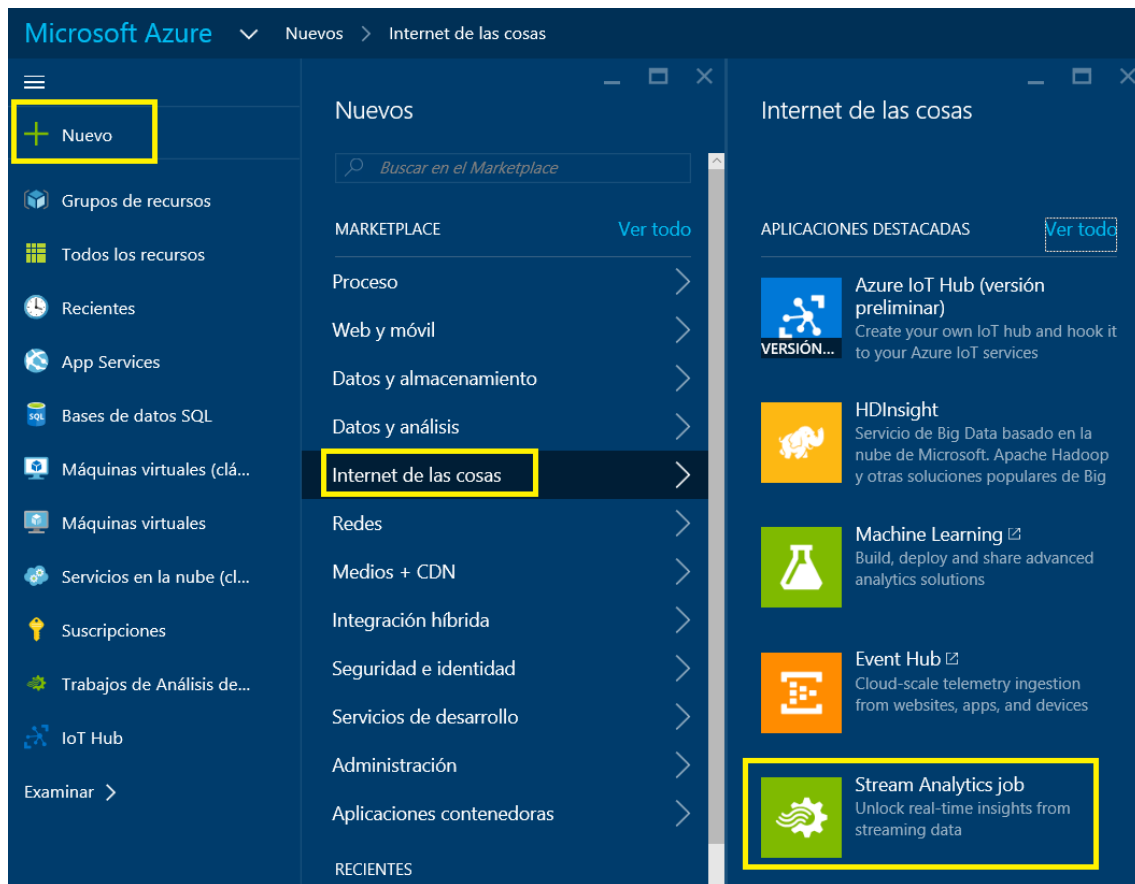 Microsoft Azure
Nuevos > Internet de las cosas
Nuevo
Grupos de recursos
Todos los recursos
Recientes
App Services
SQL
Bases de datos SQL
Máquinas virtuales (clá...
Máquinas virtuales
Servicios en la nube (cl...
Suscripciones
Trabajos de Análisis de...
IoT Hub
Examinar >
Nuevos
Buscar en el Marketplace
MARKETPLACE
Ver todo
Proceso
Web y móvil
Datos y almacenamiento
Datos y análisis
Internet de las cosas
Redes
Medios + CDN
Integración híbrida
Seguridad e identidad
Servicios de desarrollo
Administración
Aplicaciones contenedoras
RECIENTES
Internet de las cosas
APLICACIONES DESTACADAS
Ver todo
VERSIÓN...
Azure IoT Hub (versión
preliminar)
Create your own IoT hub and hook it
to your Azure IoT services
HDInsight
Servicio de Big Data basado en la
nube de Microsoft. Apache Hadoop
y otras soluciones populares de Big
Machine Learning
Build, deploy and share advanced
analytics solutions
Event Hub
Cloud-scale telemetry ingestion
from websites, apps, and devices
Stream Analytics job
Unlock real-time insights from
streaming data